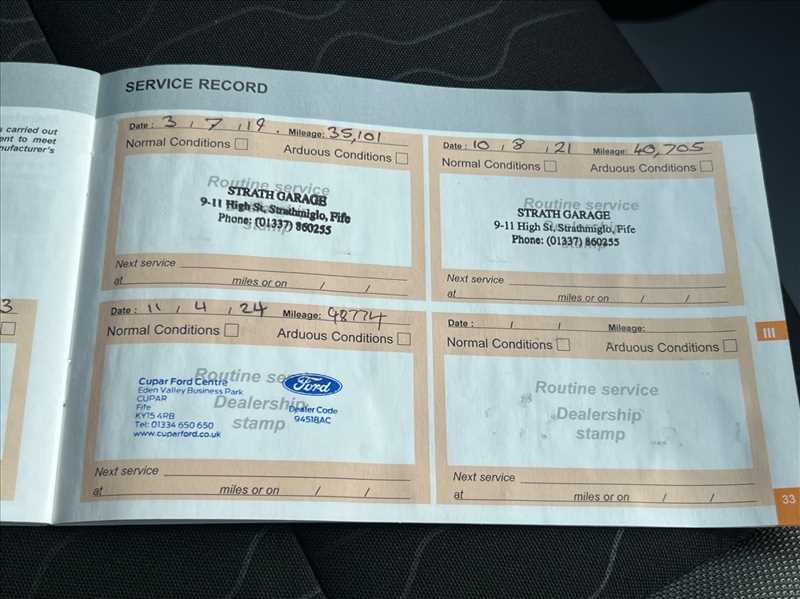 s carried out
ent to meet
nufacturer's
3
SERVICE RECORD
Date: 3 / 7 / 19. Mileage: 35,101
Normal Conditions Arduous Conditions
Routine service
STRATH GARAGE
9-11 High St, Strathmiglo, Fife
Phone: (01337) 860255
stamp
Next service
at miles or on / /
Date: 10 / 8 / 21 Mileage: 40,705
Normal Conditions Arduous Conditions
Routine service
STRATH GARAGE
9-11 High St, Strathmiglo, Fife
Dealership
Phone: (01337) 860255
stamp
Next service
at miles or on / /
Date: 11 / 4 / 24 Mileage: 48774
Normal Conditions Arduous Conditions
Routine se
Dealership
stamp
Cupar Ford Centre
Eden Valley Business Park
CUPAR
Fife
KY15 4RB
Tel: 01334 650 650
www.cuparford.co.uk
Ford
Dealer Code
94518AC
Next service
at miles or on / /
Date: / / Mileage:
Normal Conditions Arduous Conditions
Routine service
Dealership
stamp
Next service
at miles or on / /
III
33